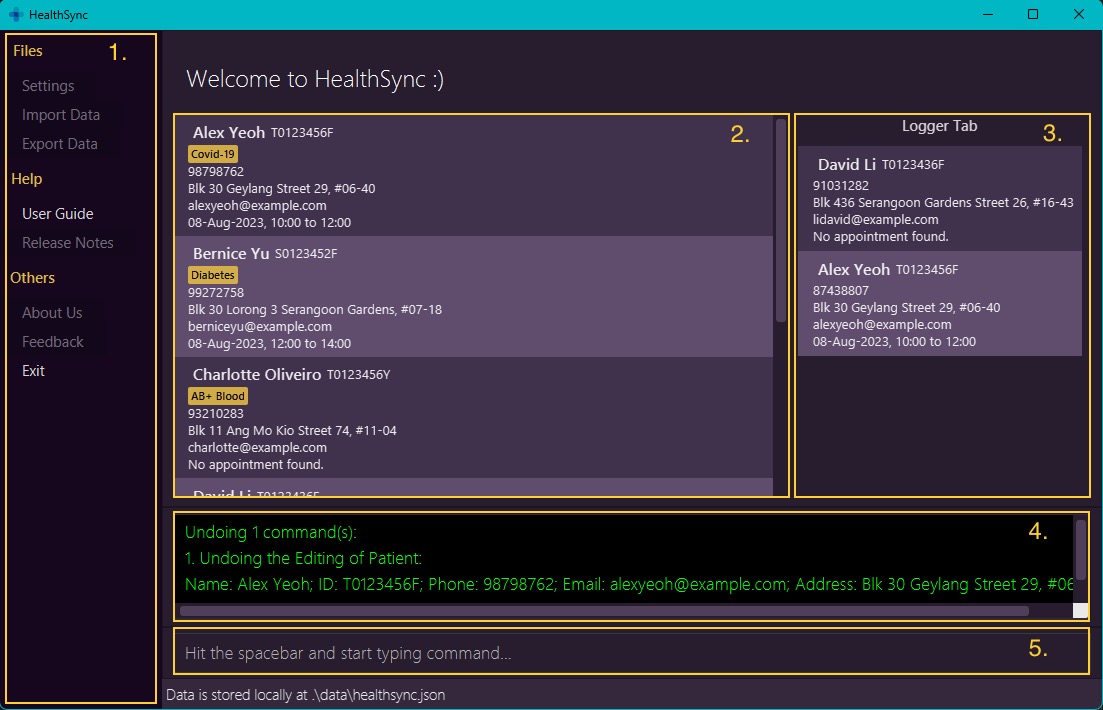 HealthSync
Files
1.
Settings
Import Data
Export Data
Help
User Guide
Release Notes
Others
About Us
Feedback
Exit
Welcome to HealthSync :)
2.
Alex Yeoh T0123456F
Covid-19
98798762
Blk 30 Geylang Street 29, #06-40
alexyeoh@example.com
08-Aug-2023, 10:00 to 12:00
Bernice Yu S0123452F
Diabetes
99272758
Blk 30 Lorong 3 Serangoon Gardens, #07-18
berniceyu@example.com
08-Aug-2023, 12:00 to 14:00
Charlotte Oliveiro T0123456Y
AB+ Blood
93210283
Blk 11 Ang Mo Kio Street 74, #11-04
charlotte@example.com
No appointment found.
David Li T0123436F
Logger Tab
3.
David Li T0123436F
91031282
Blk 436 Serangoon Gardens Street 26, #16-43
lidavid@example.com
No appointment found.
Alex Yeoh T0123456F
87438807
Blk 30 Geylang Street 29, #06-40
alexyeoh@example.com
08-Aug-2023, 10:00 to 12:00
4.
Undoing 1 command(s):
1. Undoing the Editing of Patient:
Name: Alex Yeoh; ID: T0123456F; Phone: 98798762; Email: alexyeoh@example.com; Address: Blk 30 Geylang Street 29, #06
Hit the spacebar and start typing command...
5.
Data is stored locally at .\data\healthsync.json